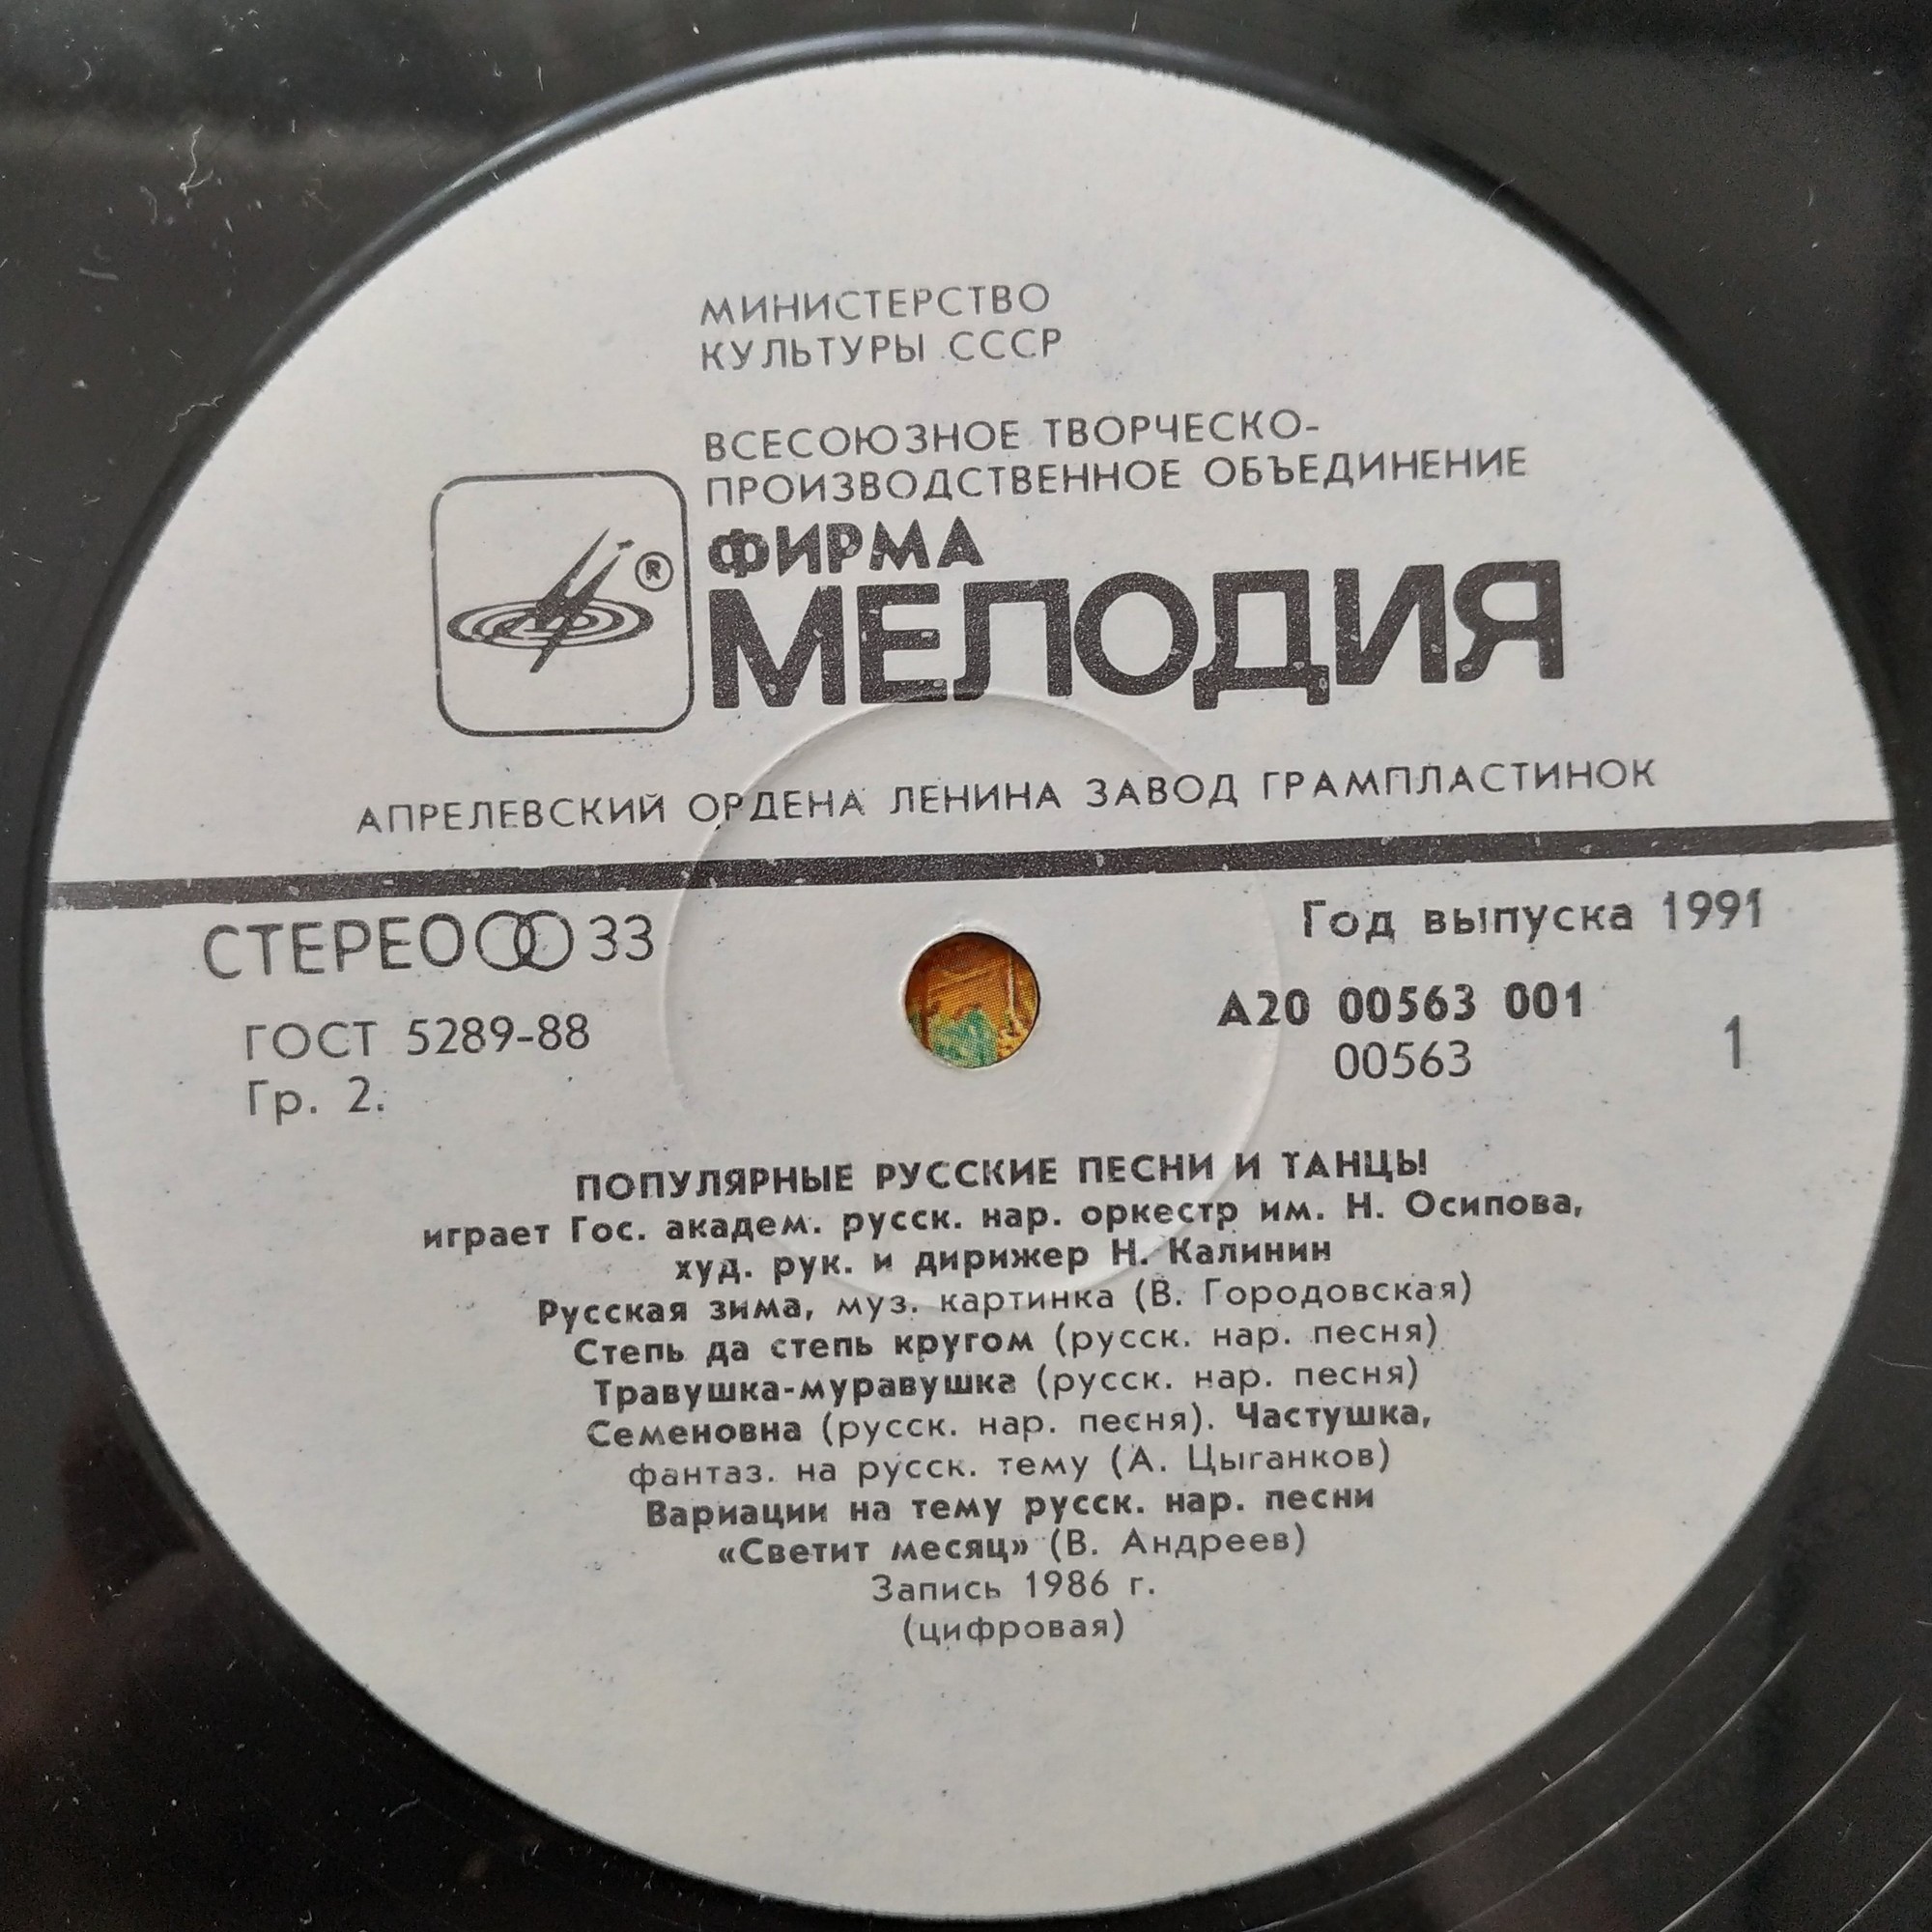 МИНИСТЕРСТВО
КУЛЬТУРЫ СССР
ВСЕСОЮЗНОЕ ТВОРЧЕСКО-
ПРОИЗВОДСТВЕННОЕ ОБЪЕДИНЕНИЕ
ФИРМА
®
МЕЛОДИЯ
АПРЕЛЕВСКИЙ ОРДЕНА ЛЕНИНА ЗАВОД ГРАМПЛАСТИНОК
СТЕРЕО 33
Год выпуска 1991
ГОСТ 5289-88
А20 00563 001
Гр. 2.
00563
1
ПОПУЛЯРНЫЕ РУССКИЕ ПЕСНИ И ТАНЦЫ
играет Гос. академ. русск. нар. оркестр им. Н. Осипова,
худ. рук. и дирижер Н. Калинин
Русская зима, муз. картинка (В. Городовская)
Степь да степь кругом (русск. нар. песня)
Травушка-муравушка (русск. нар. песня)
Семеновна (русск. нар. песня). Частушка,
фантаз. на русск. тему (А. Цыганков)
Вариации на тему русск. нар. песни
«Светит месяц» (В. Андреев)
Запись 1986 г.
(цифровая)